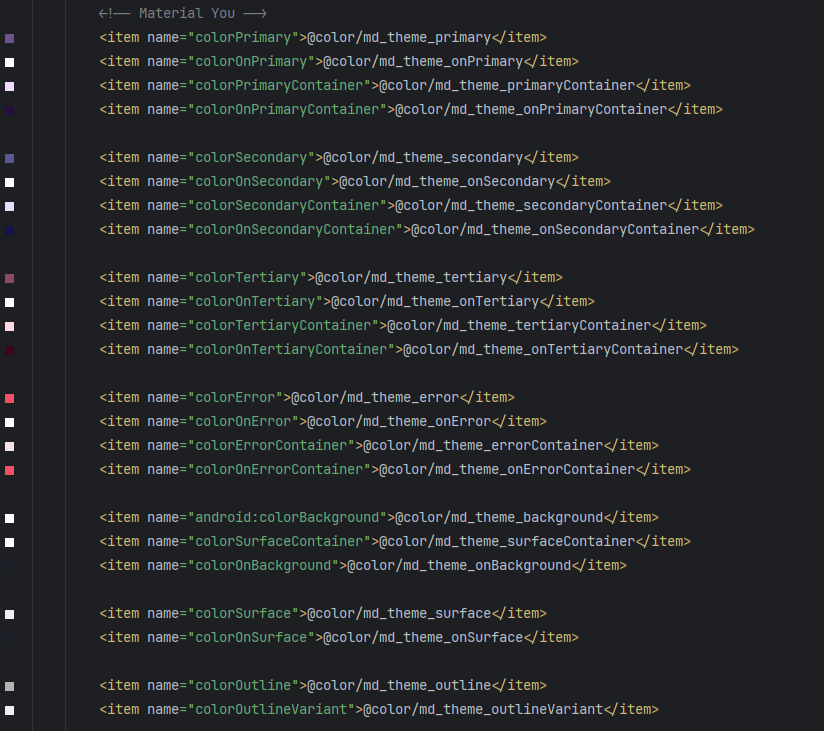 <!-- Material You -->
<item name="colorPrimary">@color/md_theme_primary</item>
<item name="colorOnPrimary">@color/md_theme_onPrimary</item>
<item name="colorPrimaryContainer">@color/md_theme_primaryContainer</item>
<item name="colorOnPrimaryContainer">@color/md_theme_onPrimaryContainer</item>
<item name="colorSecondary">@color/md_theme_secondary</item>
<item name="colorOnSecondary">@color/md_theme_onSecondary</item>
<item name="colorSecondaryContainer">@color/md_theme_secondaryContainer</item>
<item name="colorOnSecondaryContainer">@color/md_theme_onSecondaryContainer</item>
<item name="colorTertiary">@color/md_theme_tertiary</item>
<item name="colorOnTertiary">@color/md_theme_onTertiary</item>
<item name="colorTertiaryContainer">@color/md_theme_tertiaryContainer</item>
<item name="colorOnTertiaryContainer">@color/md_theme_onTertiaryContainer</item>
<item name="colorError">@color/md_theme_error</item>
<item name="colorOnError">@color/md_theme_onError</item>
<item name="colorErrorContainer">@color/md_theme_errorContainer</item>
<item name="colorOnErrorContainer">@color/md_theme_onErrorContainer</item>
<item name="android:colorBackground">@color/md_theme_background</item>
<item name="colorSurfaceContainer">@color/md_theme_surfaceContainer</item>
<item name="colorOnBackground">@color/md_theme_onBackground</item>
<item name="colorSurface">@color/md_theme_surface</item>
<item name="colorOnSurface">@color/md_theme_onSurface</item>
<item name="colorOutline">@color/md_theme_outline</item>
<item name="colorOutlineVariant">@color/md_theme_outlineVariant</item>